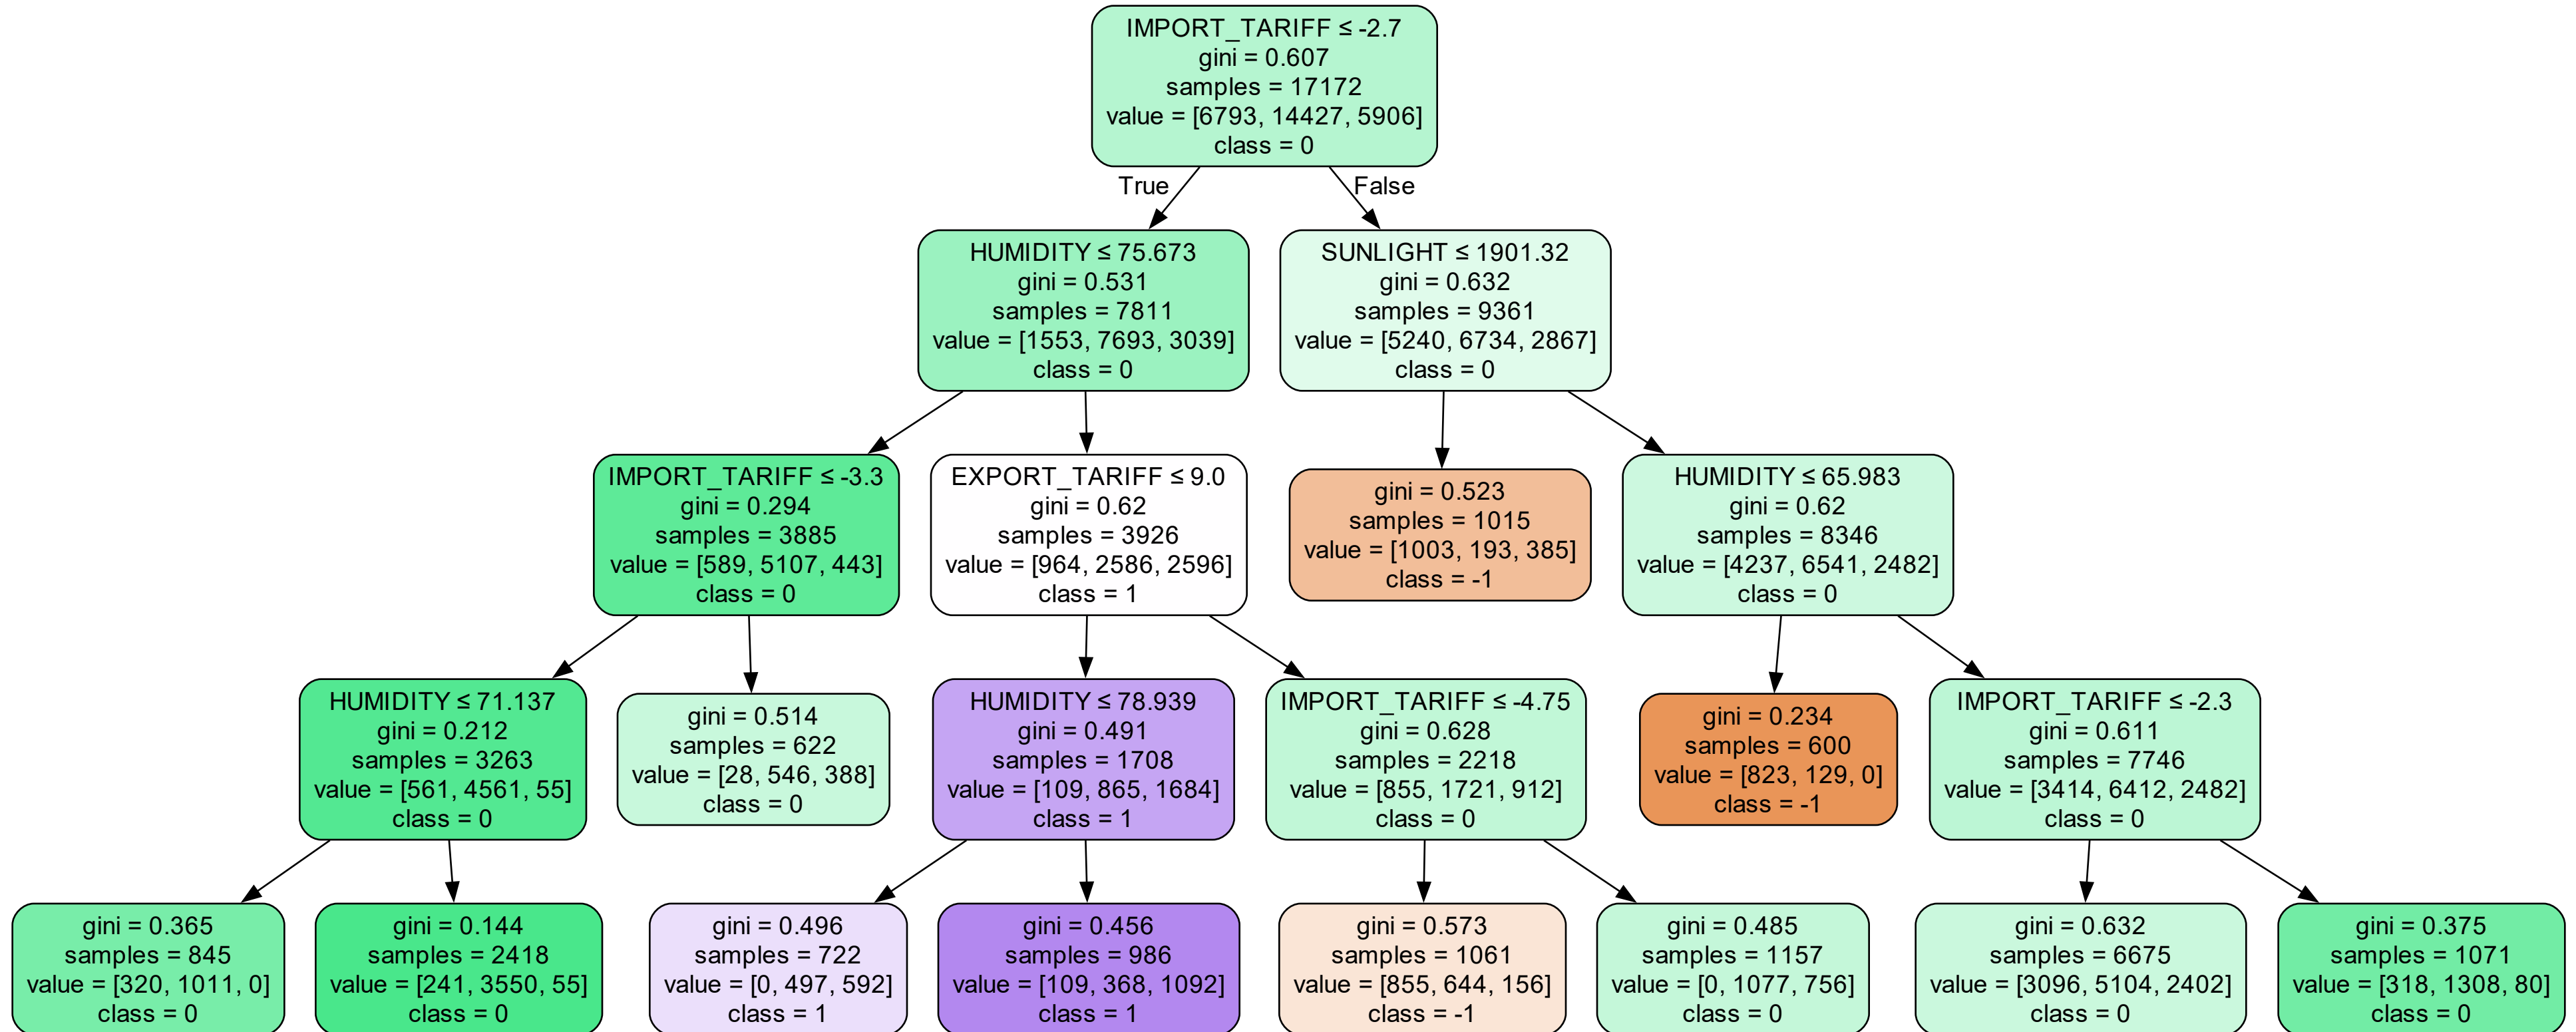 IMPORT_TARIFF ≤ -2.7
gini = 0.607
samples = 17172
value = [6793, 14427, 5906]
class = 0
True
False
HUMIDITY ≤ 75.673
gini = 0.531
samples = 7811
value = [1553, 7693, 3039]
class = 0
SUNLIGHT ≤ 1901.32
gini = 0.632
samples = 9361
value = [5240, 6734, 2867]
class = 0
IMPORT_TARIFF ≤ -3.3
gini = 0.294
samples = 3885
value = [589, 5107, 443]
class = 0
EXPORT_TARIFF ≤ 9.0
gini = 0.62
samples = 3926
value = [964, 2586, 2596]
class = 1
gini = 0.523
samples = 1015
value = [1003, 193, 385]
class = -1
HUMIDITY ≤ 65.983
gini = 0.62
samples = 8346
value = [4237, 6541, 2482]
class = 0
HUMIDITY ≤ 71.137
gini = 0.212
samples = 3263
value = [561, 4561, 55]
class = 0
gini = 0.514
samples = 622
value = [28, 546, 388]
class = 0
HUMIDITY ≤ 78.939
gini = 0.491
samples = 1708
value = [109, 865, 1684]
class = 1
IMPORT_TARIFF ≤ -4.75
gini = 0.628
samples = 2218
value = [855, 1721, 912]
class = 0
gini = 0.234
samples = 600
value = [823, 129, 0]
class = -1
IMPORT_TARIFF ≤ -2.3
gini = 0.611
samples = 7746
value = [3414, 6412, 2482]
class = 0
gini = 0.365
samples = 845
value = [320, 1011, 0]
class = 0
gini = 0.144
samples = 2418
value = [241, 3550, 55]
class = 0
gini = 0.496
samples = 722
value = [0, 497, 592]
class = 1
gini = 0.456
samples = 986
value = [109, 368, 1092]
class = 1
gini = 0.573
samples = 1061
value = [855, 644, 156]
class = -1
gini = 0.485
samples = 1157
value = [0, 1077, 756]
class = 0
gini = 0.632
samples = 6675
value = [3096, 5104, 2402]
class = 0
gini = 0.375
samples = 1071
value = [318, 1308, 80]
class = 0